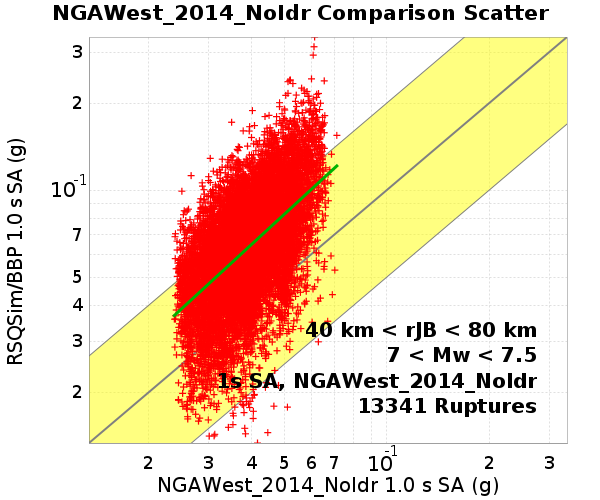 NGAWest_2014_NoIdr Comparison Scatter
RSQSim/BBP 1.0 s SA (g)
3
2
10⁻¹
7
5
4
3
2
40 km < rJB < 80 km
7 < Mw < 7.5
1s SA, NGAWest_2014_NoIdr
13341 Ruptures
2 3 4 5 6 7 10⁻¹ 2 3
NGAWest_2014_NoIdr 1.0 s SA (g)